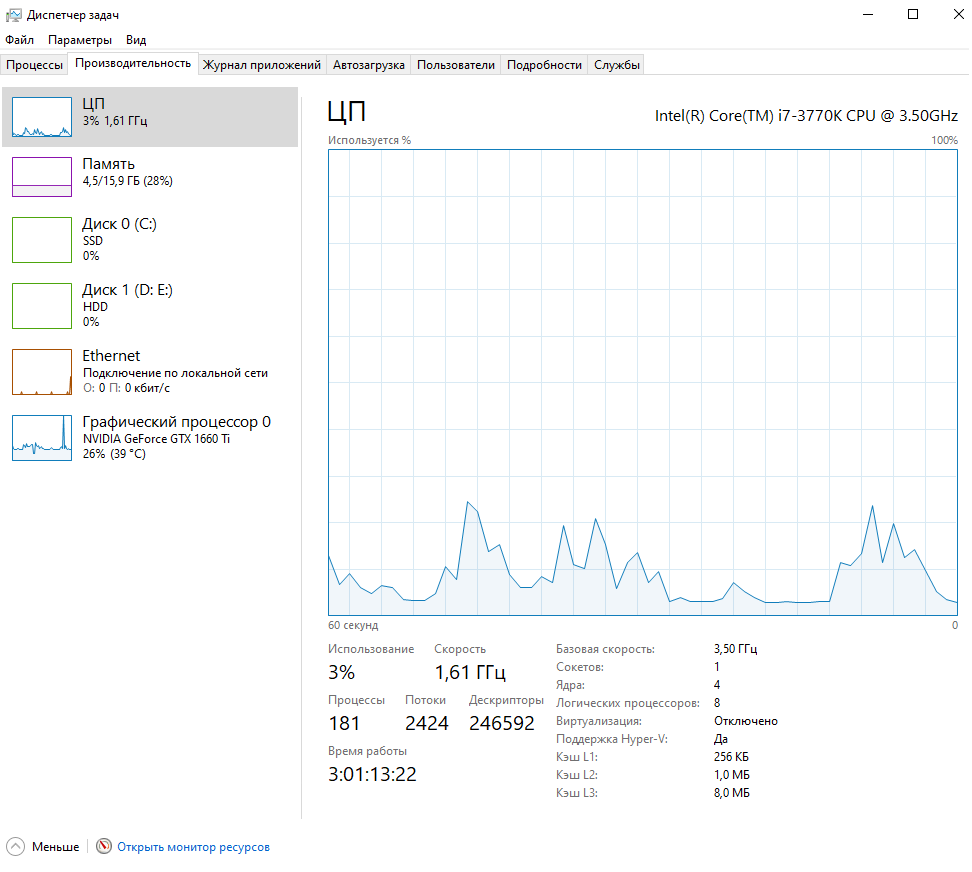 Диспетчер задач
Файл Параметры Вид
Процессы Производительность Журнал приложений Автозагрузка Пользователи Подробности Службы
ЦП
3% 1,61 ГГц
Память
4,5/15,9 ГБ (28%)
Диск 0 (C:)
SSD
0%
Диск 1 (D: E:)
HDD
0%
Ethernet
Подключение по локальной сети
О: 0 П: 0 кбит/с
Графический процессор 0
NVIDIA GeForce GTX 1660 Ti
26% (39 °C)
ЦП Intel(R) Core(TM) i7-3770K CPU @ 3.50GHz
Используется % 100%
60 секунд 0
Использование Скорость
3% 1,61 ГГц
Процессы Потоки Дескрипторы
181 2424 246592
Время работы
3:01:13:22
Базовая скорость: 3,50 ГГц
Сокетов: 1
Ядра: 4
Логических процессоров: 8
Виртуализация: Отключено
Поддержка Hyper-V: Да
Кэш L1: 256 КБ
Кэш L2: 1,0 МБ
Кэш L3: 8,0 МБ
Меньше Открыть монитор ресурсов